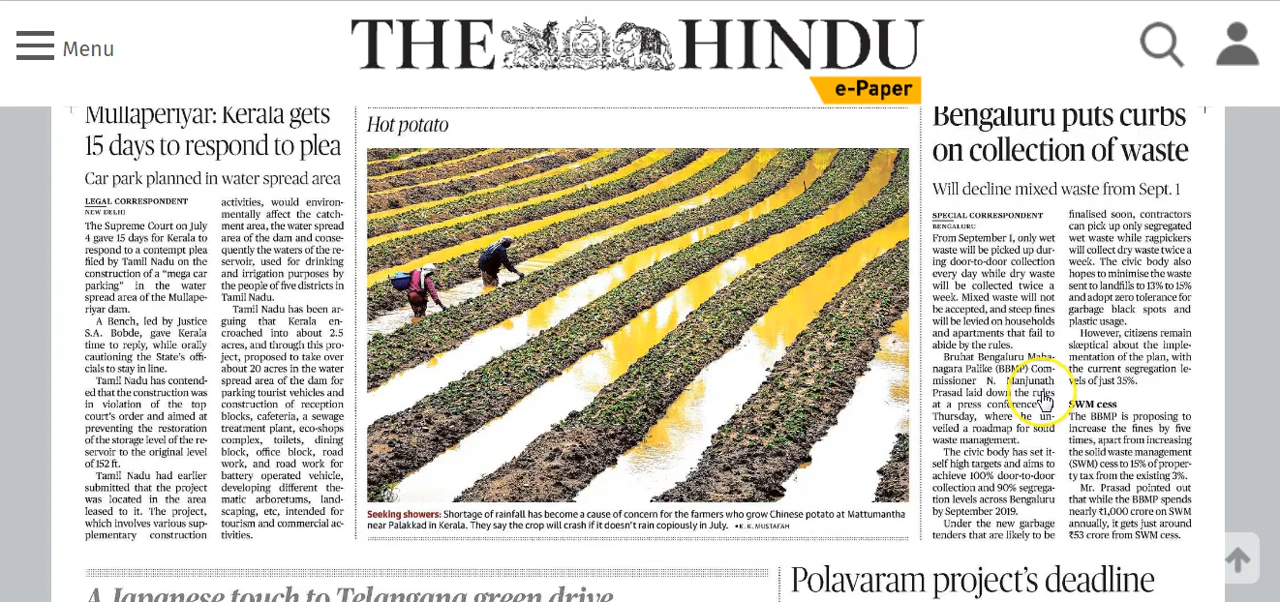 Menu
THE HINDU
e-Paper
Mullaperiyar: Kerala gets
15 days to respond to plea
Car park planned in water spread area
LEGAL CORRESPONDENT
NEW DELHI
The Supreme Court on July
4 gave 15 days for Kerala to
respond to a contempt plea
filed by Tamil Nadu on the
construction of a “mega car
parking” in the water
spread area of the Mullape-
riyar dam.
A Bench, led by Justice
S.A. Bobde, gave Kerala
time to reply, while orally
cautioning the State’s offi-
cials to stay in line.
Tamil Nadu has contend-
ed that the construction was
in violation of the top
court’s order and aimed at
preventing the restoration
of the storage level of the re-
servoir to the original level
of 152 ft.
Tamil Nadu had earlier
submitted that the project
was located in the area
leased to it. The project,
which involves various sup-
plementary construction
activities, would environ-
mentally affect the catch-
ment area, the water spread
area of the dam and conse-
quently the waters of the re-
servoir, used for drinking
and irrigation purposes by
the people of five districts in
Tamil Nadu.
Tamil Nadu has been ar-
guing that Kerala en-
croached into about 2.5
acres, and through this pro-
ject, proposed to take over
about 20 acres in the water
spread area of the dam for
parking tourist vehicles and
construction of reception
blocks, cafeteria, a sewage
treatment plant, eco-shops
complex, toilets, dining
block, office block, road
work, and road work for
battery operated vehicle,
developing different the-
matic arboretums, land-
scaping, etc, intended for
tourism and commercial ac-
tivities.
Hot potato
Seeking showers: Shortage of rainfall has become a cause of concern for the farmers who grow Chinese potato at Mattumantha
near Palakkad in Kerala. They say the crop will crash if it doesn’t rain copiously in July. K. K. MUSTAFAH
Bengaluru puts curbs
on collection of waste
Will decline mixed waste from Sept. 1
SPECIAL CORRESPONDENT
BENGALURU
From September 1, only wet
waste will be picked up dur-
ing door-to-door collection
every day while dry waste
will be collected twice a
week. Mixed waste will not
be accepted, and steep fines
will be levied on households
and apartments that fail to
abide by the rules.
Bruhat Bengaluru Maha-
nagara Palike (BBMP) Com-
missioner N. Manjunath
Prasad laid down the rules
at a press conference
Thursday, where he un-
veiled a roadmap for solid
waste management.
The civic body has set it-
self high targets and aims to
achieve 100% door-to-door
collection and 90% segrega-
tion levels across Bengaluru
by September 2019.
Under the new garbage
tenders that are likely to be
finalised soon, contractors
can pick up only segregated
wet waste while ragpickers
will collect dry waste twice a
week. The civic body also
hopes to minimise the waste
sent to landfills to 13% to 15%
and adopt zero tolerance for
garbage black spots and
plastic usage.
However, citizens remain
skeptical about the imple-
mentation of the plan, with
the current segregation le-
vels of just 35%.
SWM cess
The BBMP is proposing to
increase the fines by five
times, apart from increasing
the solid waste management
(SWM) cess to 15% of proper-
ty tax from the existing 3%.
Mr. Prasad pointed out
that while the BBMP spends
nearly ₹1,000 crore on SWM
annually, it gets just around
₹53 crore from SWM cess.
A Japanese touch to Telangana green drive
Polavaram project’s deadline